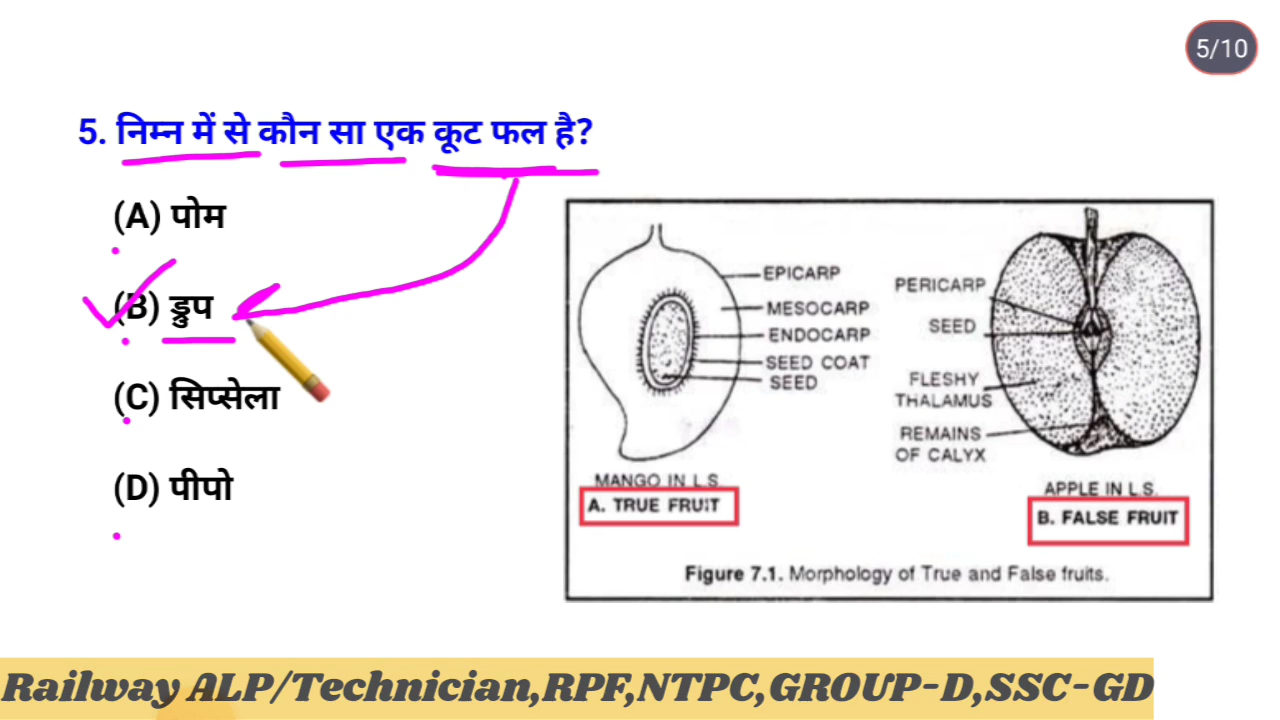 5/10
5. निम्न में से कौन सा एक कूट फल है?
(A) पोम
(B) ड्रुप
(C) सिप्सेला
(D) पीपो
EPICARP
MESOCARP
ENDOCARP
SEED COAT
SEED
MANGO IN L.S
A. TRUE FRUIT
PERICARP
SEED
FLESHY
THALAMUS
REMAINS
OF CALYX
APPLE IN L.S.
B. FALSE FRUIT
Figure 7.1. Morphology of True and False fruits.
Railway ALP/Technician,RPF,NTPC,GROUP-D,SSC-GD